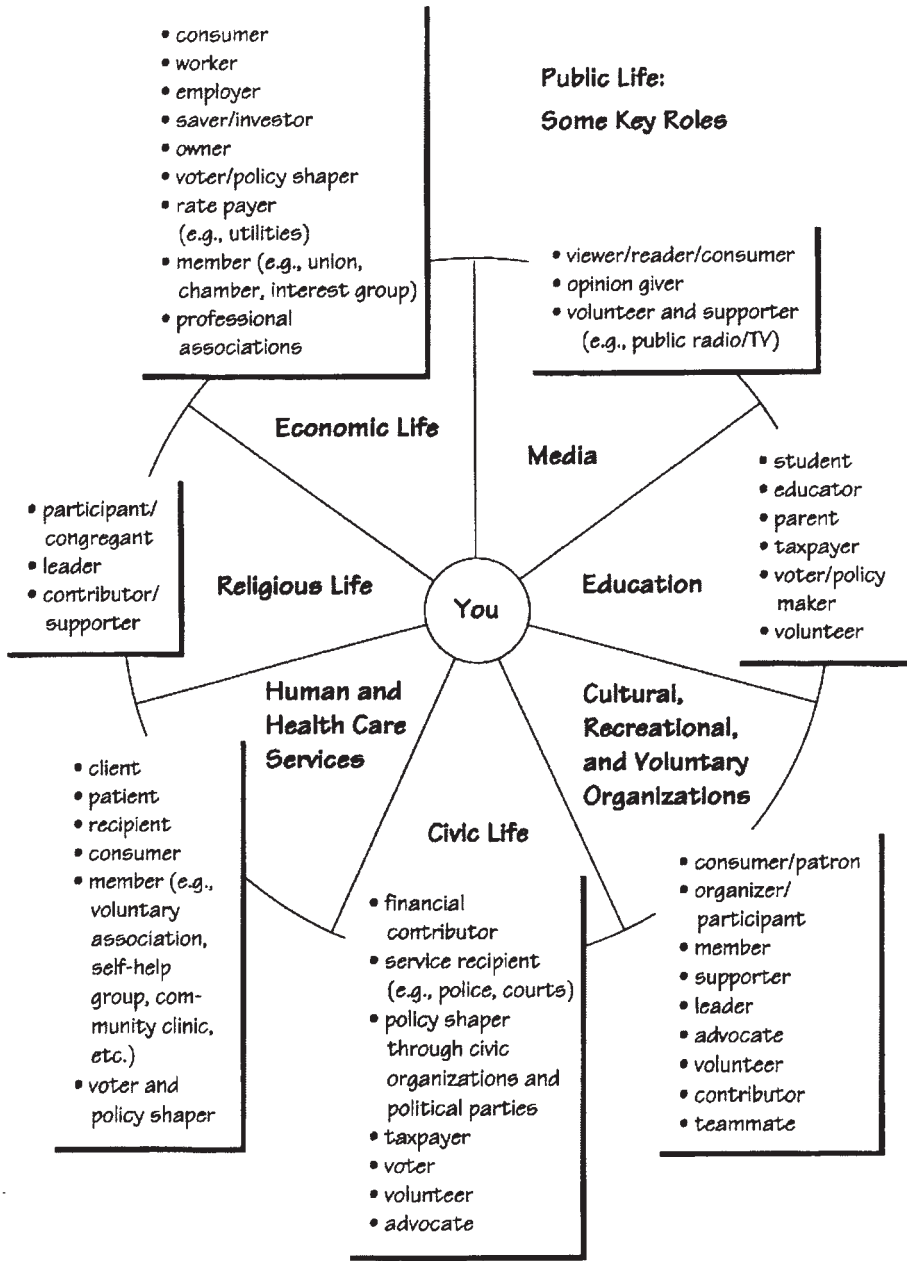 Public Life:
Some Key Roles
• consumer
• worker
• employer
• saver/investor
• owner
• voter/policy shaper
• rate payer
(e.g., utilities)
• member (e.g., union,
chamber, interest group)
• professional
associations
Economic Life
• viewer/reader/consumer
• opinion giver
• volunteer and supporter
(e.g., public radio/TV)
Media
• student
• educator
• parent
• taxpayer
• voter/policy
maker
• volunteer
Education
• participant/
congregant
• leader
• contributor/
supporter
Religious Life
You
Human and
Health Care
Services
• client
• patient
• recipient
• consumer
• member (e.g.,
voluntary
association,
self-help
group, com-
munity clinic,
etc.)
• voter and
policy shaper
Civic Life
• financial
contributor
• service recipient
(e.g., police, courts)
• policy shaper
through civic
organizations and
political parties
• taxpayer
• voter
• volunteer
• advocate
Cultural,
Recreational,
and Voluntary
Organizations
• consumer/patron
• organizer/
participant
• member
• supporter
• leader
• advocate
• volunteer
• contributor
• teammate